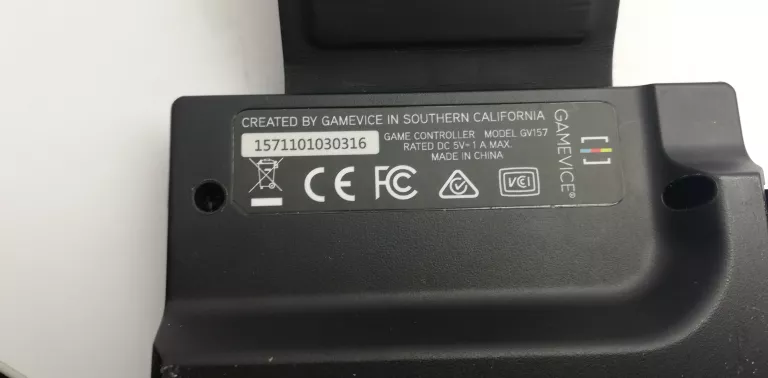 CREATED BY GAMEVICE IN SOUTHERN CALIFORNIA
1571101030316
GAME CONTROLLER MODEL GV157
RATED DC 5V⎓1 A MAX.
MADE IN CHINA
CE FC VCI
GAMEVICE®